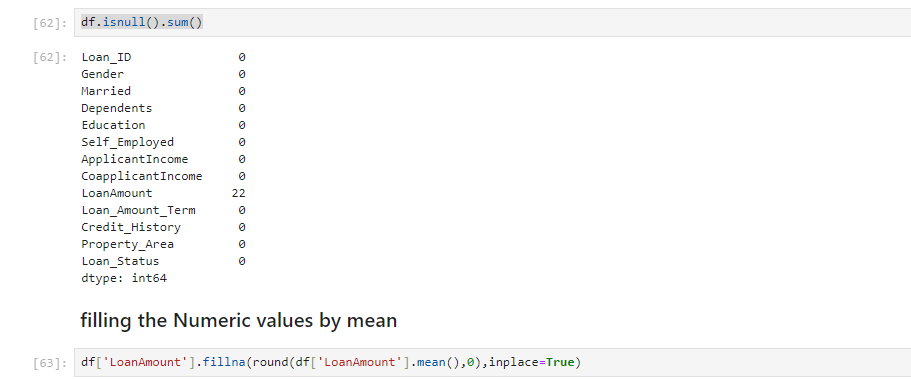 [62]: df.isnull().sum()
[62]: Loan_ID 0
Gender 0
Married 0
Dependents 0
Education 0
Self_Employed 0
ApplicantIncome 0
CoapplicantIncome 0
LoanAmount 22
Loan_Amount_Term 0
Credit_History 0
Property_Area 0
Loan_Status 0
dtype: int64
filling the Numeric values by mean
[63]: df['LoanAmount'].fillna(round(df['LoanAmount'].mean(),0),inplace=True)